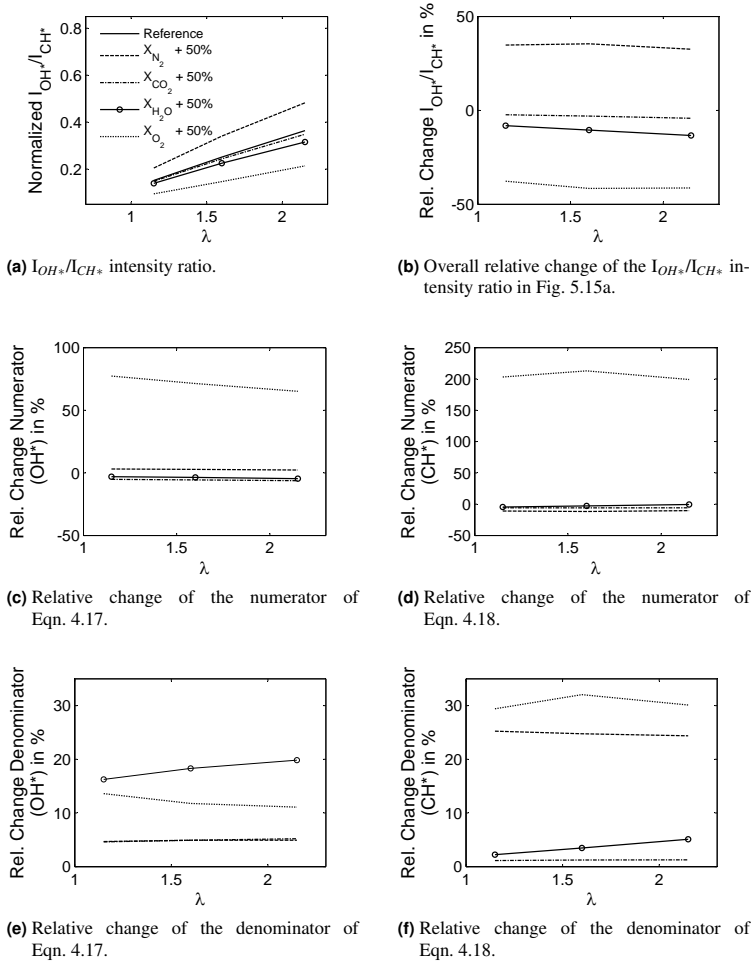 Normalized I_OH*/I_CH*
0.8
0.6
0.4
0.2
Reference
X_N2 + 50%
X_CO2 + 50%
X_H2O + 50%
X_O2 + 50%
1
1.5
2
λ
(a) I_OH*/I_CH* intensity ratio.
Rel. Change I_OH*/I_CH* in %
50
0
-50
1
1.5
2
λ
(b) Overall relative change of the I_OH*/I_CH* in-
tensity ratio in Fig. 5.15a.
Rel. Change Numerator
(OH*) in %
100
50
0
-50
1
1.5
2
λ
(c) Relative change of the numerator of
Eqn. 4.17.
Rel. Change Numerator
(CH*) in %
250
200
150
100
50
0
-50
1
1.5
2
λ
(d) Relative change of the numerator of
Eqn. 4.18.
Rel. Change Denominator
(OH*) in %
30
20
10
0
1
1.5
2
λ
(e) Relative change of the denominator of
Eqn. 4.17.
Rel. Change Denominator
(CH*) in %
30
20
10
0
1
1.5
2
λ
(f) Relative change of the denominator of
Eqn. 4.18.